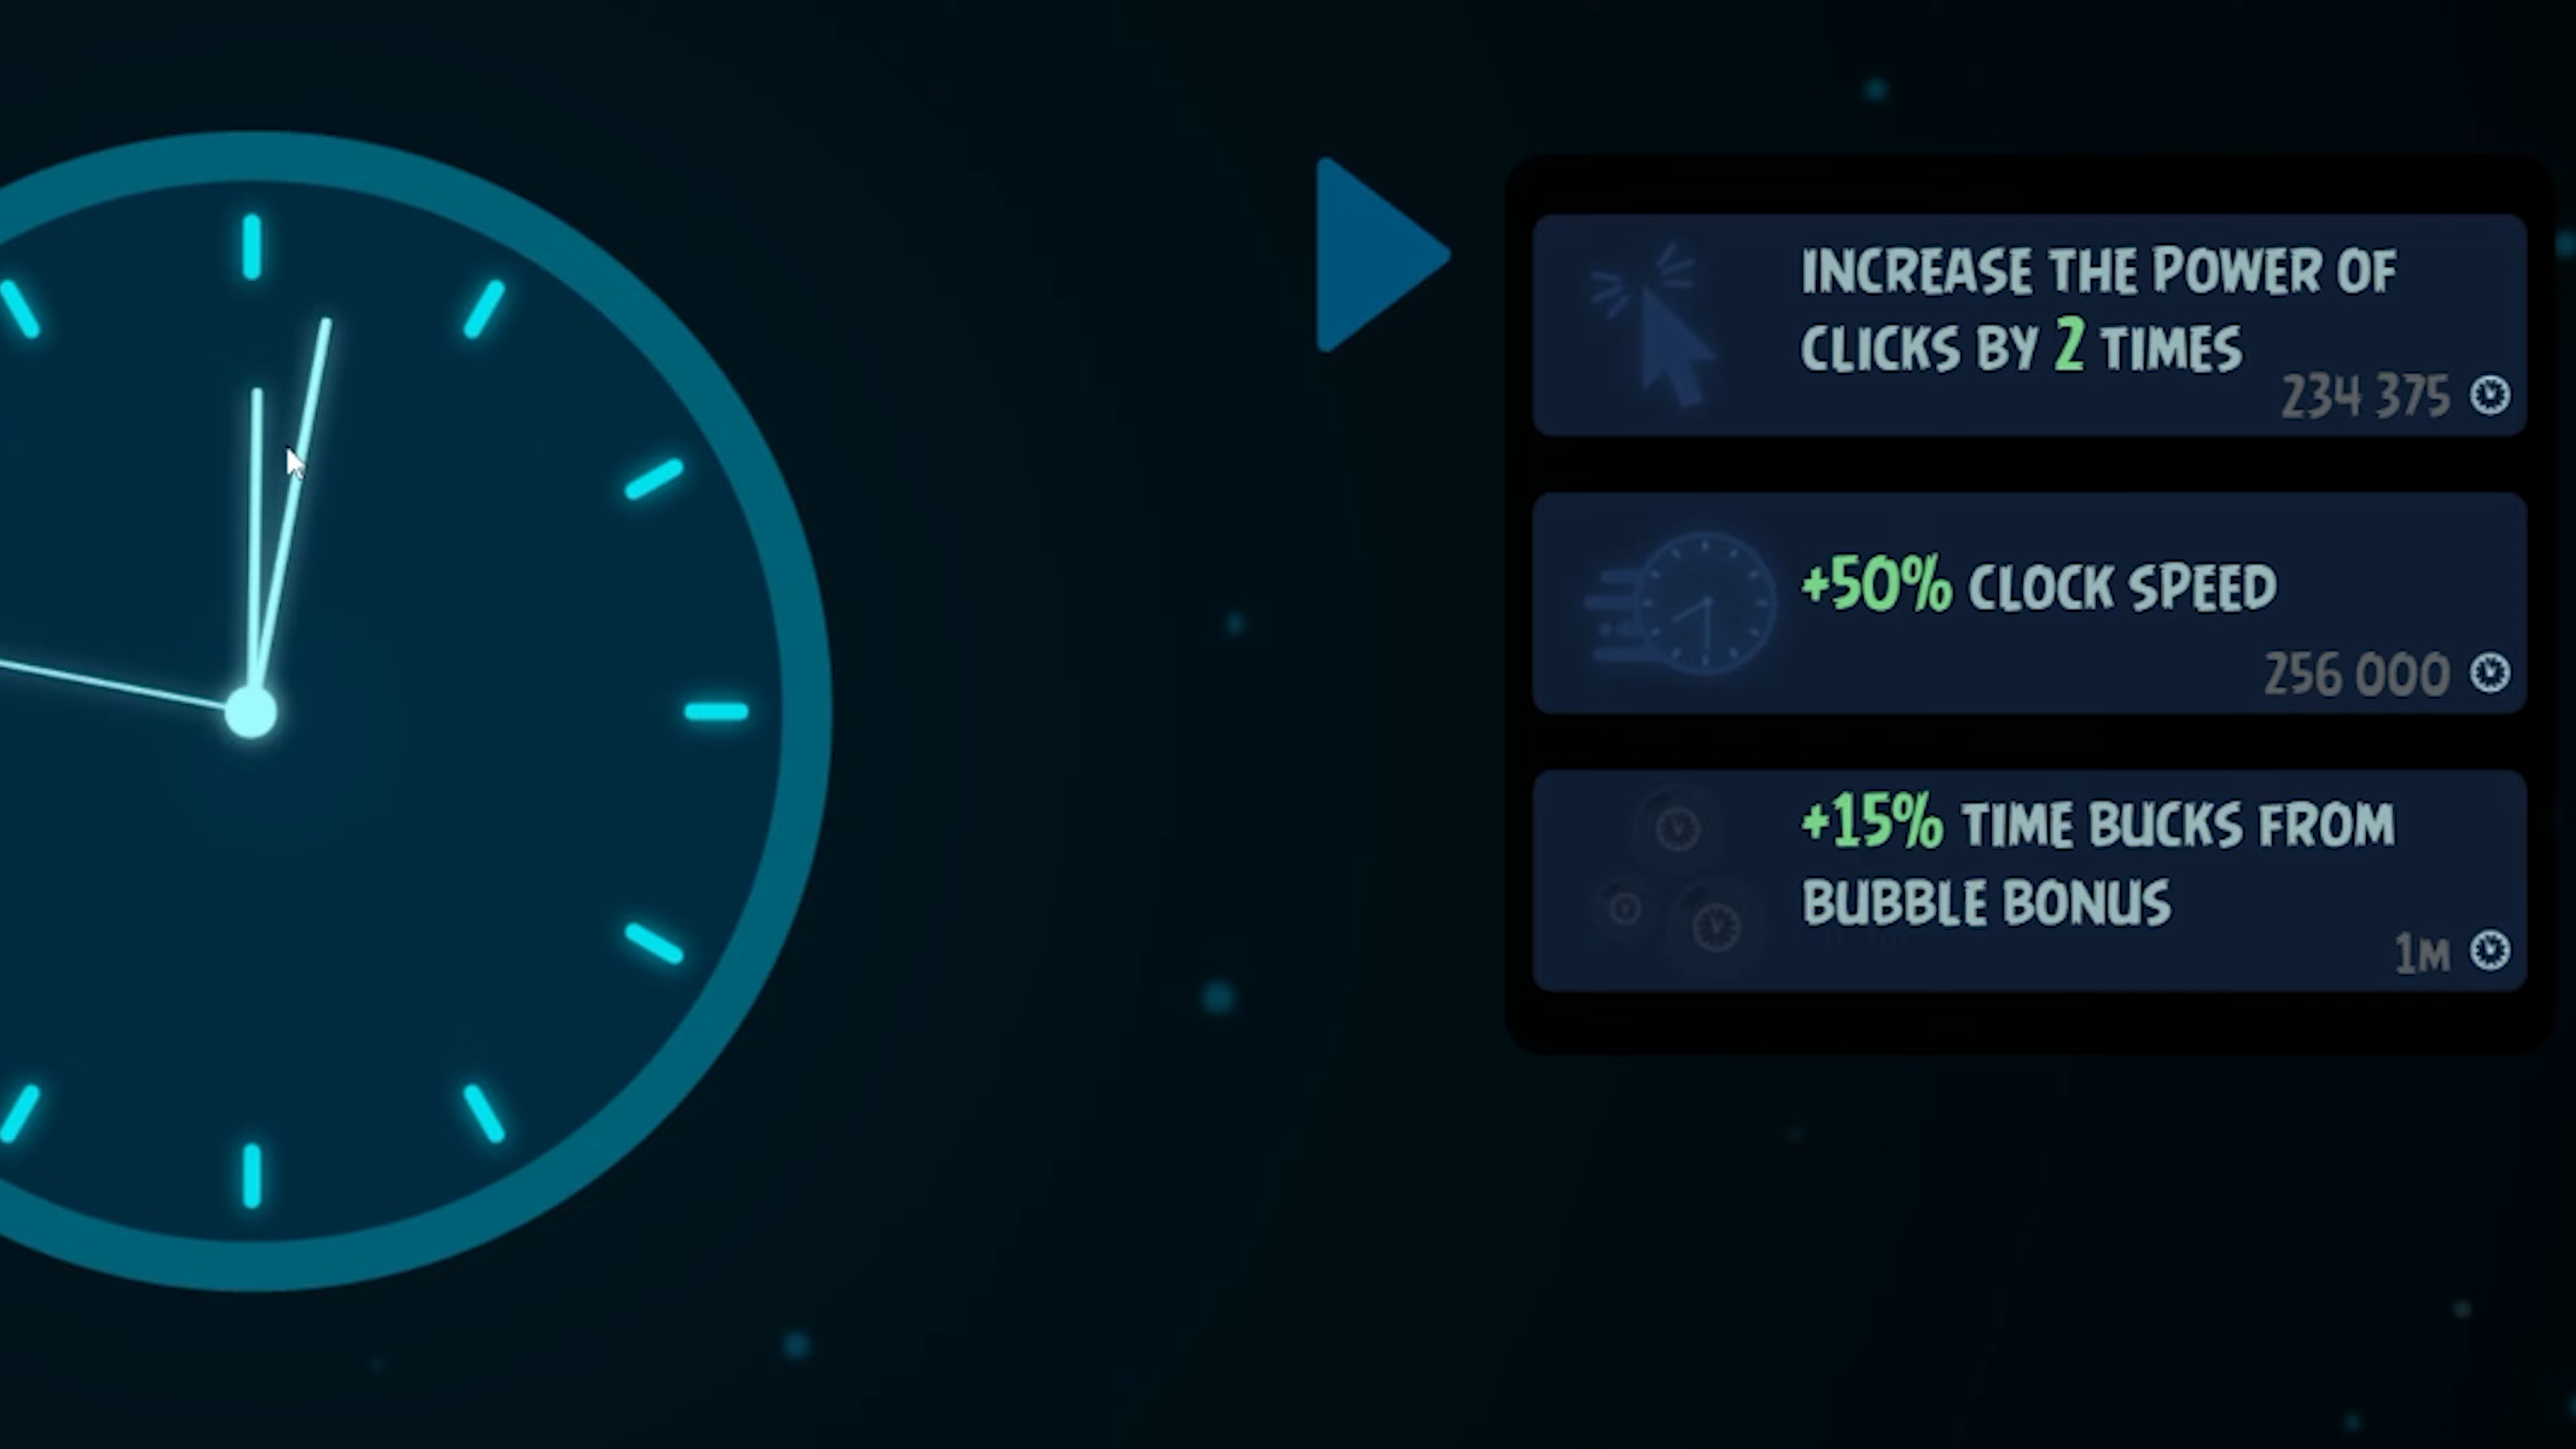 INCREASE THE POWER OF
CLICKS BY 2 TIMES
234 375
+50% CLOCK SPEED
256 000
+15% TIME BUCKS FROM
BUBBLE BONUS
1M